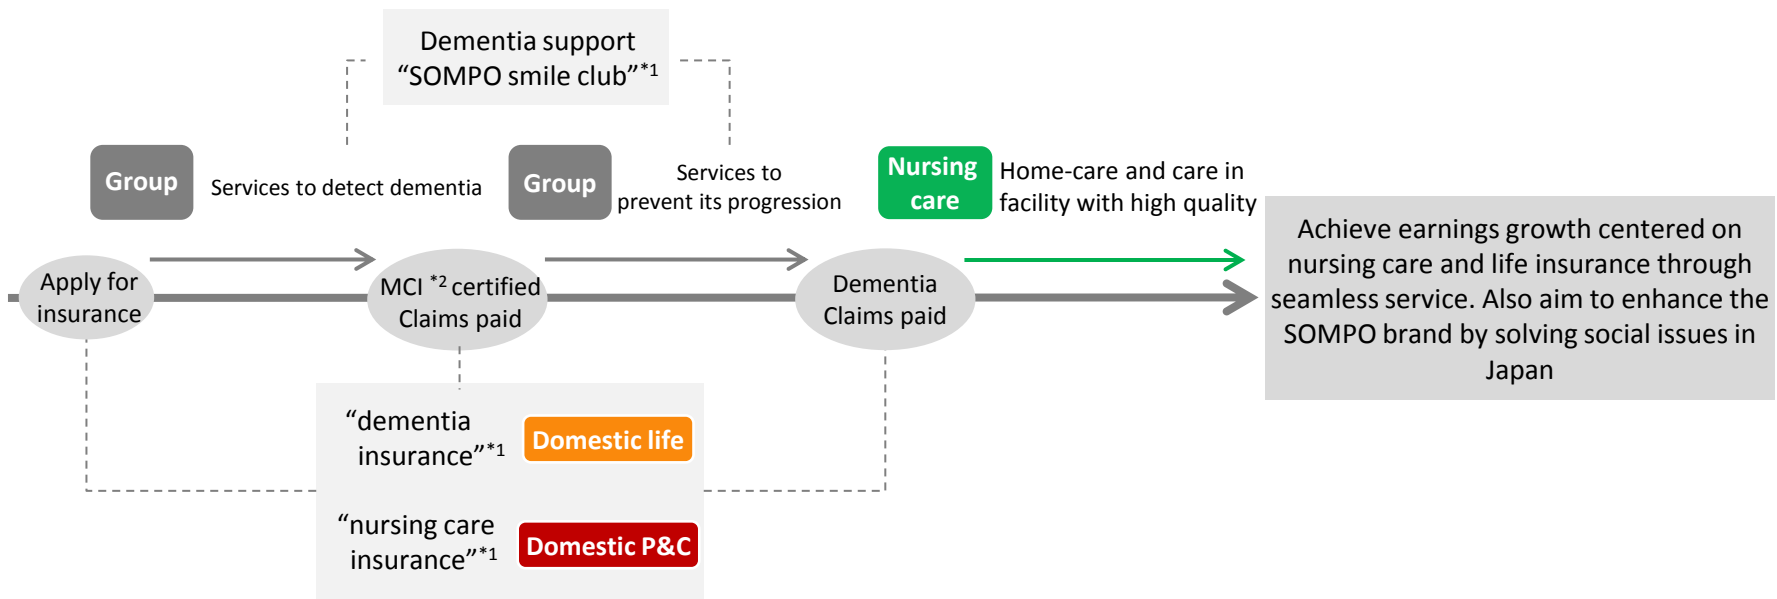 Dementia support
“SOMPO smile club”*1
Group
Services to detect dementia
Group
Services to
prevent its progression
Nursing
care
Home-care and care in
facility with high quality
Apply for
insurance
MCI *2 certified
Claims paid
Dementia
Claims paid
Achieve earnings growth centered on
nursing care and life insurance through
seamless service. Also aim to enhance the
SOMPO brand by solving social issues in
Japan
“dementia
insurance”*1
Domestic life
“nursing care
insurance”*1
Domestic P&C